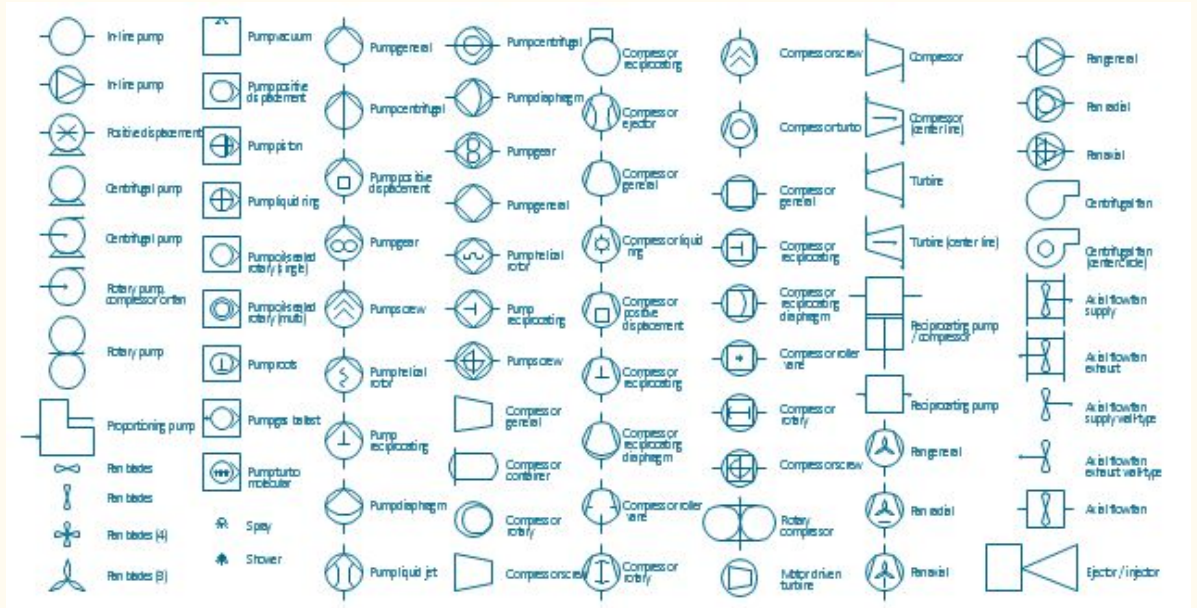 In-line pump
In-line pump
Positive displacement
Centrifugal pump
Centrifugal pump
Rotary pump,
compressor or fan
Rotary pump
Proportioning pump
Fan blades
Fan blades
Fan blades (4)
Fan blades (3)
Pump vacuum
Pump positive
displacement
Pump piston
Pump liquid ring
Pump oil-sealed
rotary (single)
Pump oil-sealed
rotary (multi)
Pump roots
Pump gas ballast
Pump turbo
molecular
Spray
Shower
Pump general
Pump centrifugal
Pump positive
displacement
Pump gear
Pump screw
Pump helical
rotor
Pump
reciprocating
Pump diaphragm
Pump liquid jet
Pump centrifugal
Pump diaphragm
Pump gear
Pump general
Pump helical
rotor
Pump
reciprocating
Pump screw
Compressor
general
Compressor
container
Compressor
rotary
Compressor screw
Compressor
reciprocating
Compressor
ejector
Compressor
general
Compressor liquid
ring
Compressor
positive
displacement
Compressor
reciprocating
Compressor
reciprocating
diaphragm
Compressor roller
vane
Compressor
rotary
Compressor screw
Compressor turbo
Compressor
general
Compressor
reciprocating
Compressor
reciprocating
diaphragm
Compressor roller
vane
Compressor
rotary
Compressor screw
Rotary
compressor
Motor driven
turbine
Compressor
Compressor
(center line)
Turbine
Turbine (center line)
Reciprocating pump
/ compressor
Reciprocating pump
Fan general
Fan radial
Fan axial
Fan general
Fan radial
Fan axial
Centrifugal fan
Centrifugal fan
(center circle)
Axial flow fan
supply
Axial flow fan
exhaust
Axial flow fan
supply wall-type
Axial flow fan
exhaust wall-type
Axial flow fan
Ejector / injector